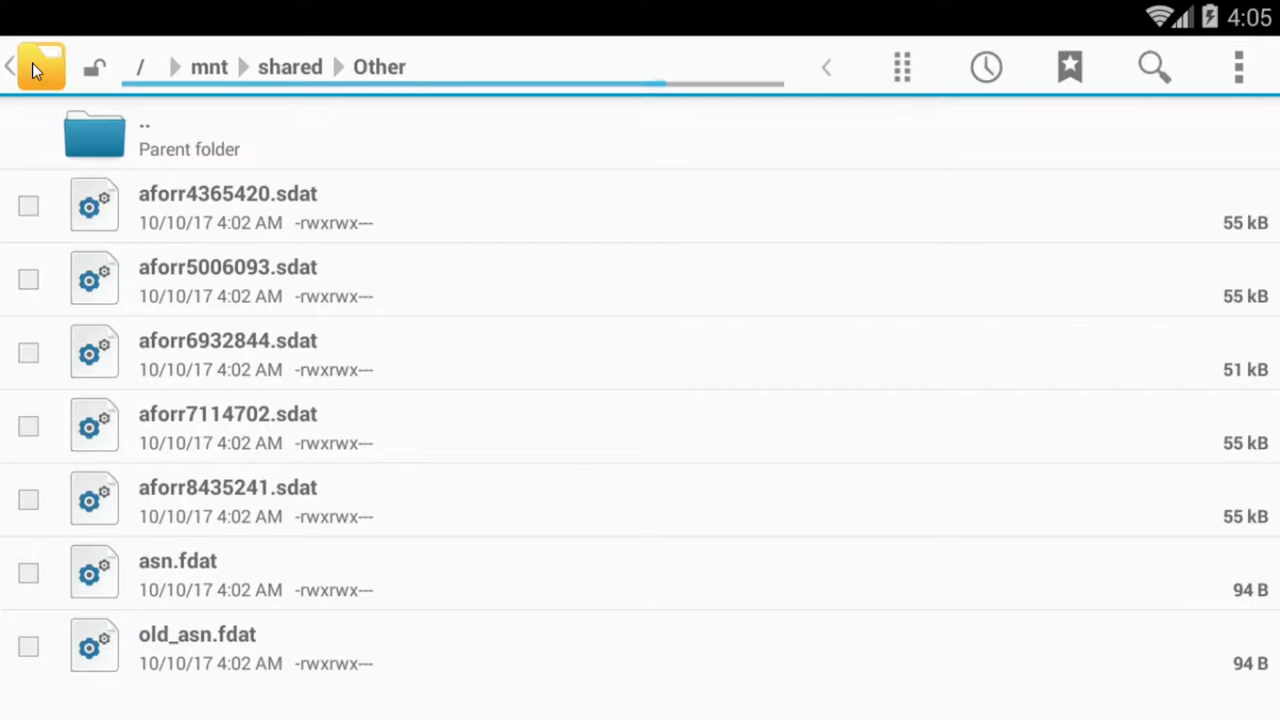 4:05
/ mnt shared Other
..
Parent folder
aforr4365420.sdat
10/10/17 4:02 AM -rwxrwx---
55 kB
aforr5006093.sdat
10/10/17 4:02 AM -rwxrwx---
55 kB
aforr6932844.sdat
10/10/17 4:02 AM -rwxrwx---
51 kB
aforr7114702.sdat
10/10/17 4:02 AM -rwxrwx---
55 kB
aforr8435241.sdat
10/10/17 4:02 AM -rwxrwx---
55 kB
asn.fdat
10/10/17 4:02 AM -rwxrwx---
94 B
old_asn.fdat
10/10/17 4:02 AM -rwxrwx---
94 B